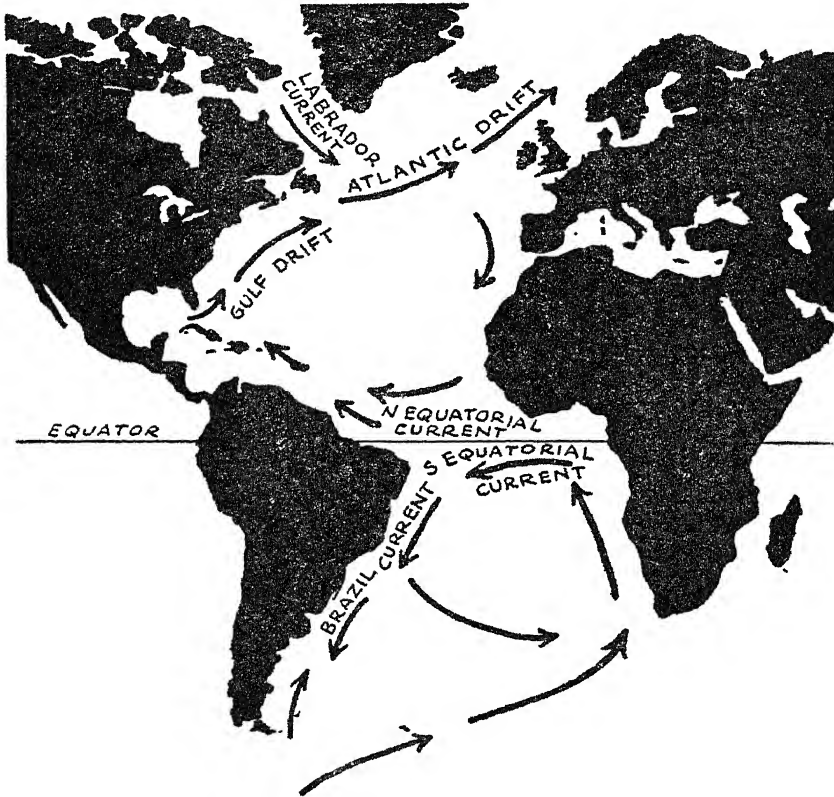 LABRADOR
CURRENT
ATLANTIC DRIFT
GULF DRIFT
N EQUATORIAL
CURRENT
EQUATOR
S EQUATORIAL
CURRENT
BRAZIL CURRENT